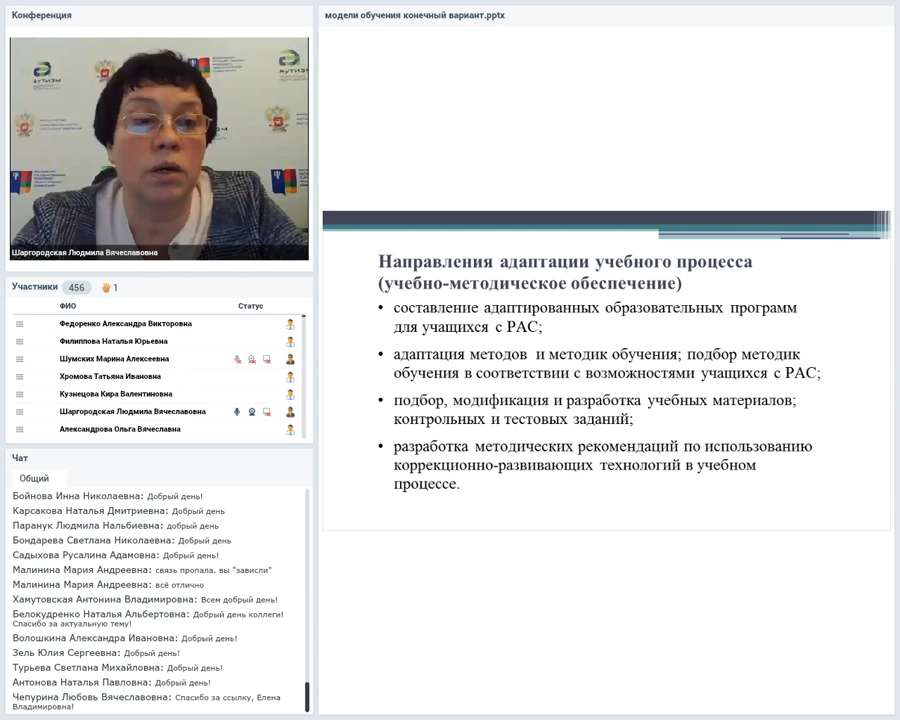 Конференция
аутизм
аутизм
Шаргородская Людмила Вячеславовна
Участники 456 1
ФИО Статус
Федоренко Александра Викторовна
Филиппова Наталья Юрьевна
Шумских Марина Алексеевна
Хромова Татьяна Ивановна
Кузнецова Кира Валентиновна
Шаргородская Людмила Вячеславовна
Александрова Ольга Вячеславна
Чат
Общий
Бойнова Инна Николаевна: Добрый день!
Карсакова Наталья Дмитриевна: Добрый день
Паранук Людмила Нальбиевна: добрый день
Бондарева Светлана Николаевна: Добрый день
Садыхова Русалина Адамовна: Добрый день!
Малинина Мария Андреевна: связь пропала. вы "зависли"
Малинина Мария Андреевна: всё отлично
Хамутовская Антонина Владимировна: Всем добрый день!
Белокудренко Наталья Альбертовна: Добрый день коллеги!
Спасибо за актуальную тему!
Волошкина Александра Ивановна: Добрый день!
Зель Юлия Сергеевна: Добрый день!
Турьева Светлана Михайловна: Добрый день!
Антонова Наталья Павловна: Добрый день!
Чепурина Любовь Вячеславовна: Спасибо за ссылку, Елена
Владимировна!
модели обучения конечный вариант.pptx
Направления адаптации учебного процесса
(учебно-методическое обеспечение)
• составление адаптированных образовательных программ
для учащихся с РАС;
• адаптация методов и методик обучения; подбор методик
обучения в соответствии с возможностями учащихся с РАС;
• подбор, модификация и разработка учебных материалов;
контрольных и тестовых заданий;
• разработка методических рекомендаций по использованию
коррекционно-развивающих технологий в учебном
процессе.